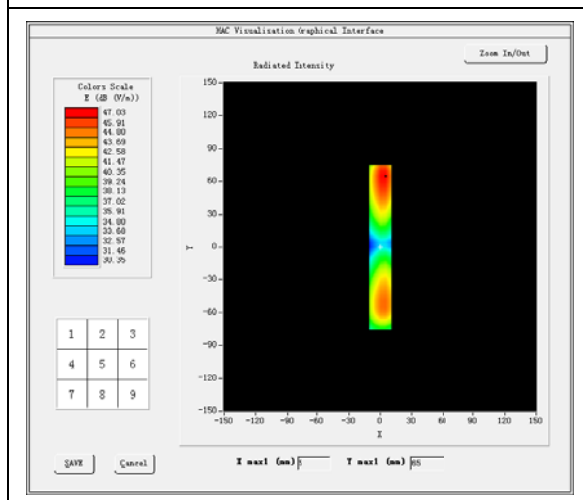 HAC Visualisation Graphical Interface
Zoom In/Out
Radiated Intensity
Colors Scale
E (dB (V/m))
47.03
45.91
44.80
43.69
42.58
41.47
40.35
39.24
38.13
37.02
35.91
34.80
33.68
32.57
31.46
30.35
150
90
60
30
0
-30
-60
-90
-120
-150
Y
-150 -120 -90 -60 -30 0 30 60 90 120 150
X
1 2 3
4 5 6
7 8 9
SAVE
Cancel
X max1 (mm)
Y max1 (mm) 65